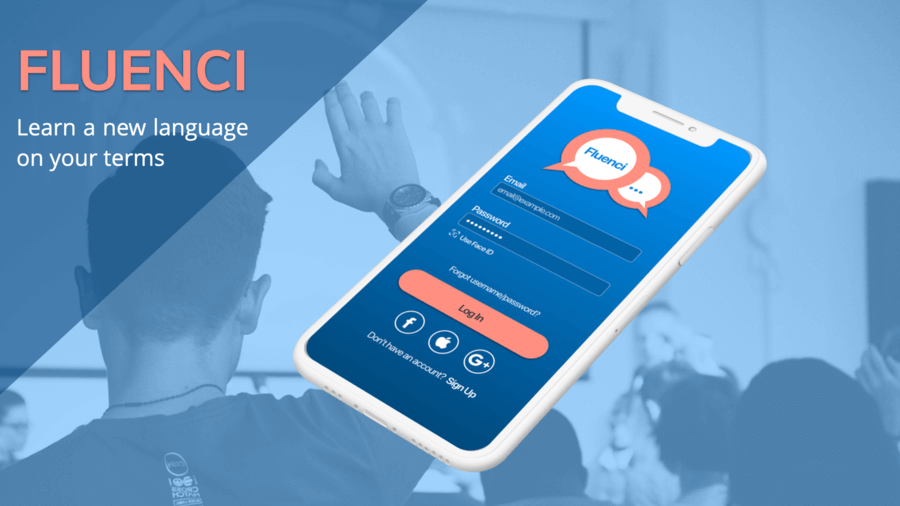 FLUENCI
Learn a new language
on your terms
Fluenci
Email
email@example.com
Password
Use Face ID
Forgot username/password?
Log In
f
G+
Don't have an account? Sign Up